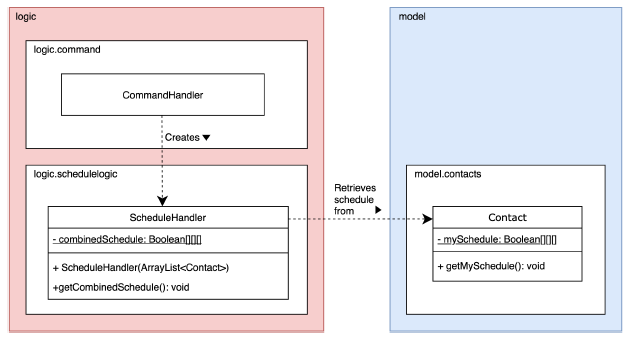 logic
model
logic.command
CommandHandler
Creates ▼
logic.schedulelogic
ScheduleHandler
- combinedSchedule: Boolean[][][]
+ ScheduleHandler(ArrayList<Contact>)
+getCombinedSchedule(): void
Retrieves
schedule
from ▶
model.contacts
Contact
- mySchedule: Boolean[][][]
+ getMySchedule(): void